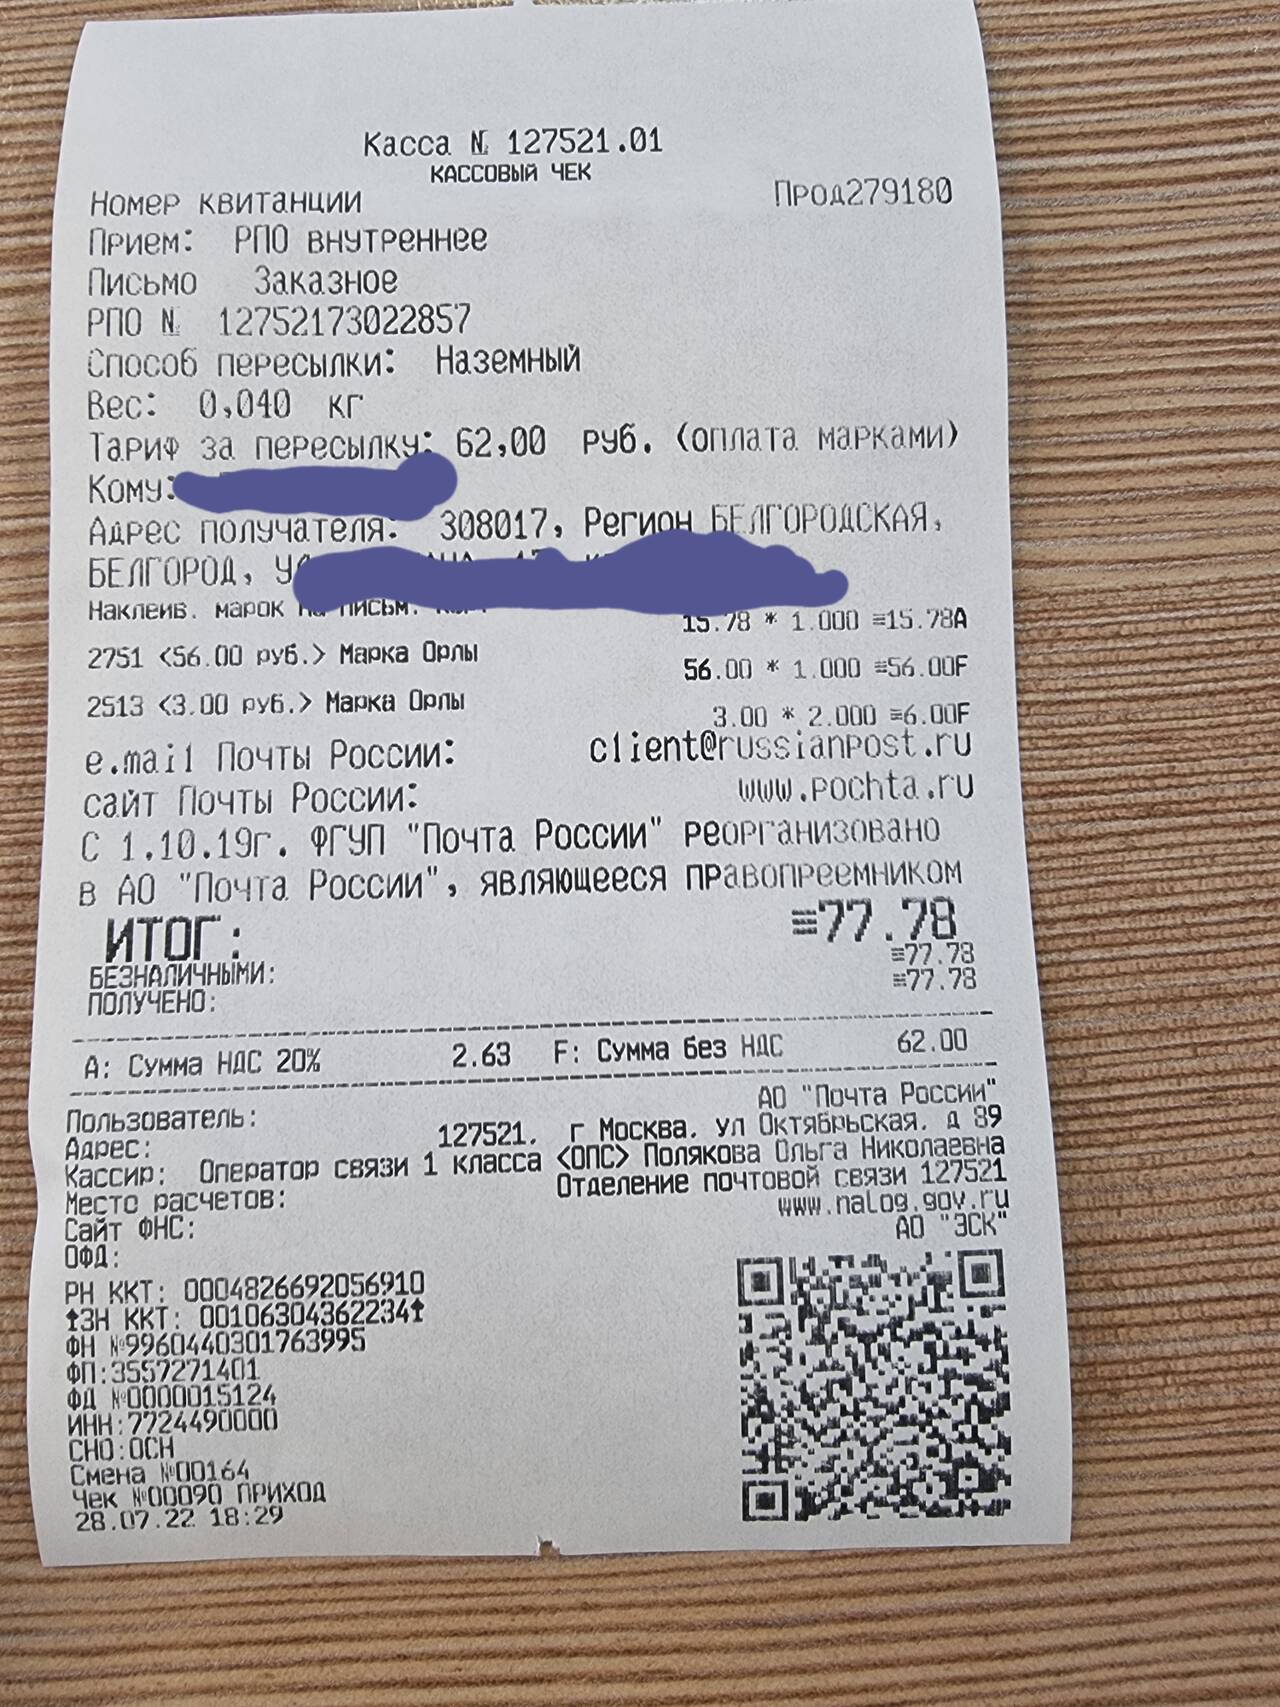 Касса № 127521.01
КАССОВЫЙ ЧЕК
Номер квитанции Прод279180
Прием: РПО внутреннее
Письмо Заказное
РПО № 12752173022857
Способ пересылки: Наземный
Вес: 0,040 кг
Тариф за пересылку: 62,00 руб. (оплата марками)
Кому:
Адрес получателя: 308017, Регион БЕЛГОРОДСКАЯ,
БЕЛГОРОД,
Наклеив. марок на письм.
15.78 * 1.000 ≡15.78А
2751 <56.00 руб.> Марка Орлы
56.00 * 1.000 ≡56.00F
2513 <3.00 руб.> Марка Орлы
3.00 * 2.000 ≡6.00F
e.mail Почты России: client@russianpost.ru
сайт Почты России: www.pochta.ru
С 1.10.19г. ФГУП "Почта России" реорганизовано
в АО "Почта России", являющееся правопреемником
ИТОГ: ≡77.78
БЕЗНАЛИЧНЫМИ: ≡77.78
ПОЛУЧЕНО: ≡77.78
А: Сумма НДС 20% 2.63 F: Сумма без НДС 62.00
Пользователь: АО "Почта России"
Адрес: 127521, г Москва, ул Октябрьская, д 89
Кассир: Оператор связи 1 класса <ОПС> Полякова Ольга Николаевна
Место расчетов: Отделение почтовой связи 127521
Сайт ФНС: www.nalog.gov.ru
ОФД: АО "ЭСК"
РН ККТ: 0004826692056910
↑ЗН ККТ: 00106304362234↑
ФН №9960440301763995
ФП:3557271401
ФД №0000015124
ИНН:7724490000
СНО:ОСН
Смена №00164
Чек №00090 ПРИХОД
28.07.22 18:29